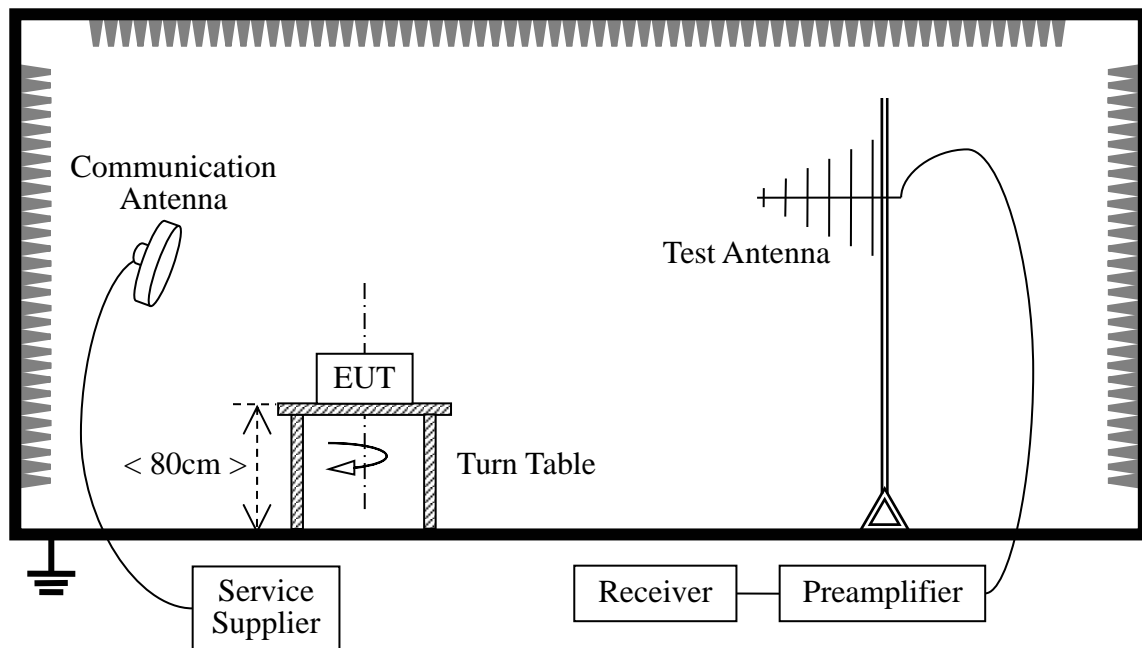 Communication
Antenna
Test Antenna
EUT
< 80cm >
Turn Table
Service
Supplier
Receiver
Preamplifier